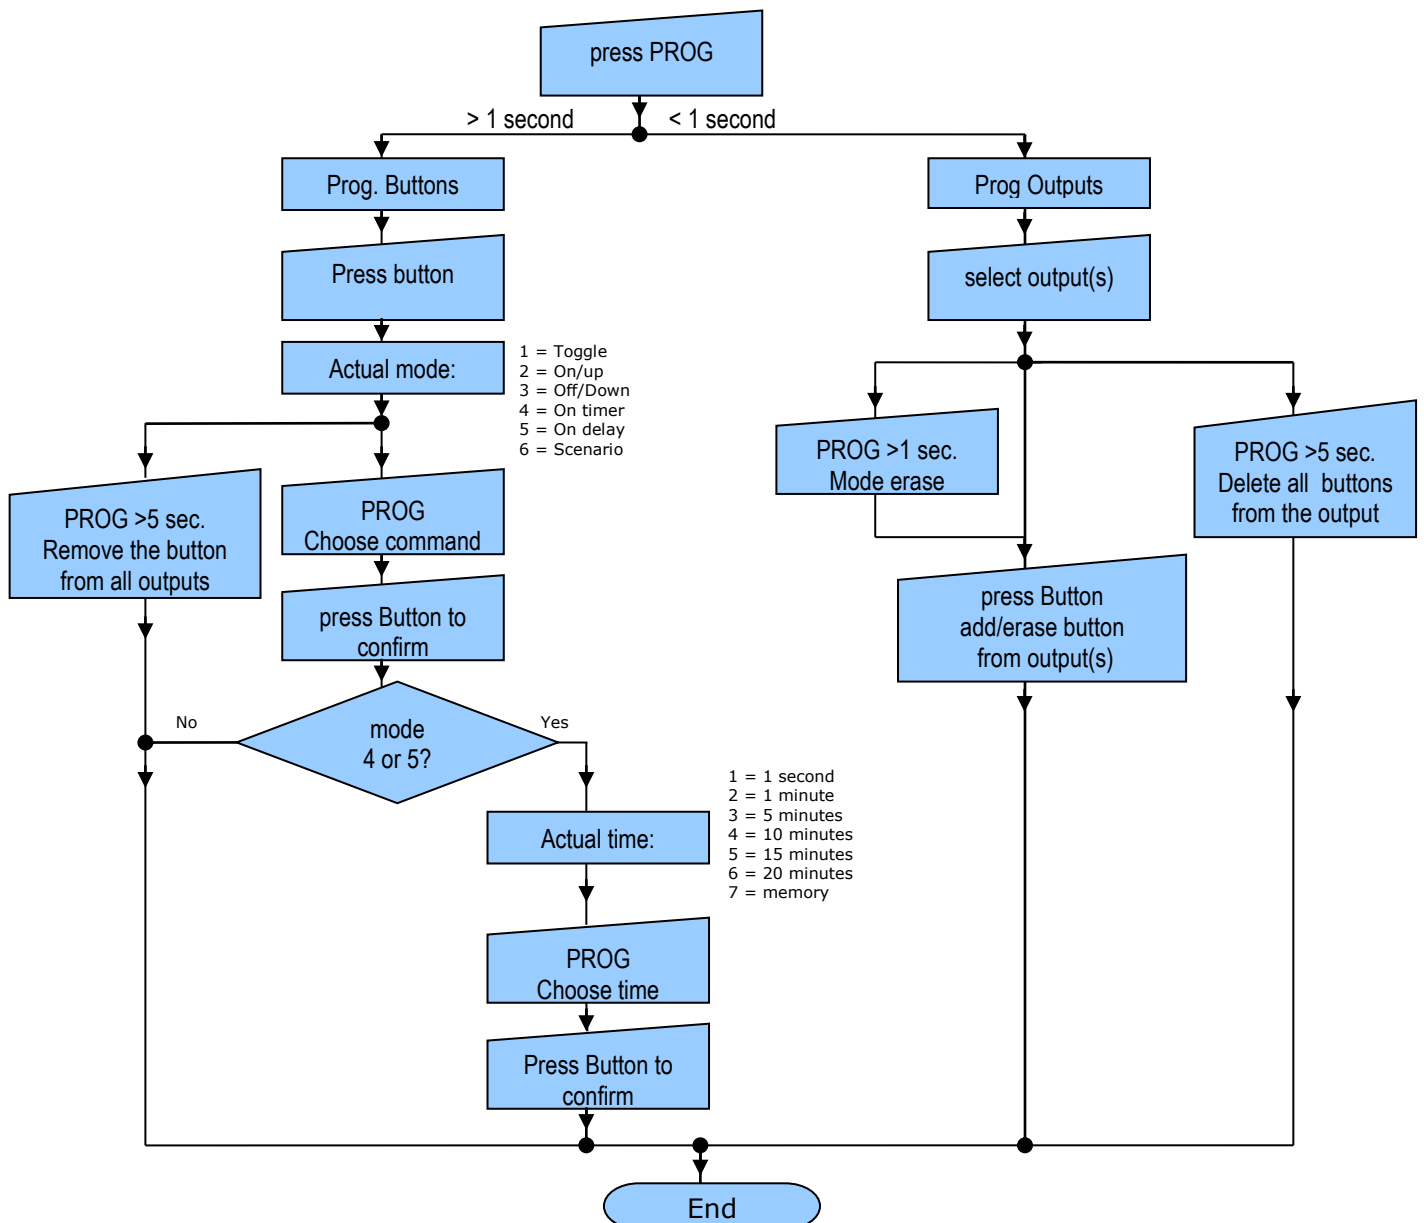 press PROG
> 1 second
< 1 second
Prog. Buttons
Prog Outputs
Press button
select output(s)
Actual mode:
1 = Toggle
2 = On/up
3 = Off/Down
4 = On timer
5 = On delay
6 = Scenario
PROG >1 sec.
Mode erase
PROG >5 sec.
Delete all buttons
from the output
PROG >5 sec.
Remove the button
from all outputs
PROG
Choose command
press Button to
confirm
press Button
add/erase button
from output(s)
No
mode
4 or 5?
Yes
Actual time:
1 = 1 second
2 = 1 minute
3 = 5 minutes
4 = 10 minutes
5 = 15 minutes
6 = 20 minutes
7 = memory
PROG
Choose time
Press Button to
confirm
End